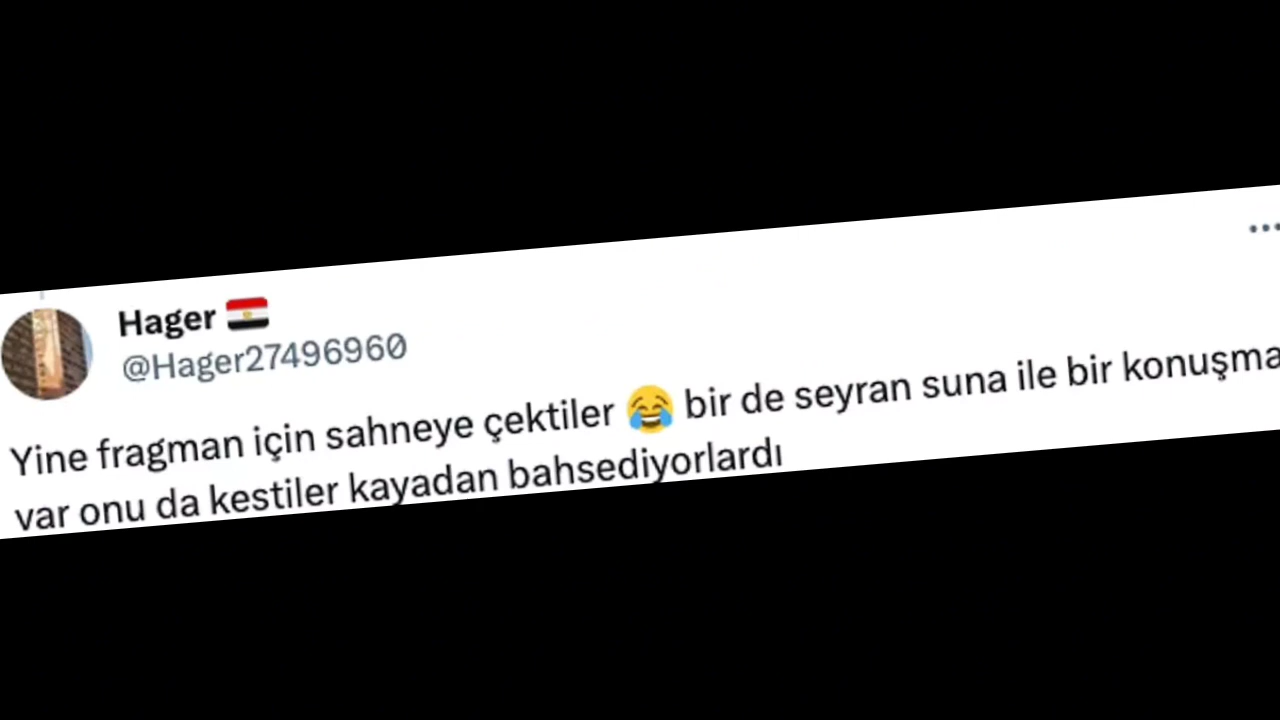 Hager 🇪🇬
@Hager27496960
Yine fragman için sahneye çektiler 😂 bir de seyran suna ile bir konuşma
var onu da kestiler kayadan bahsediyorlardı